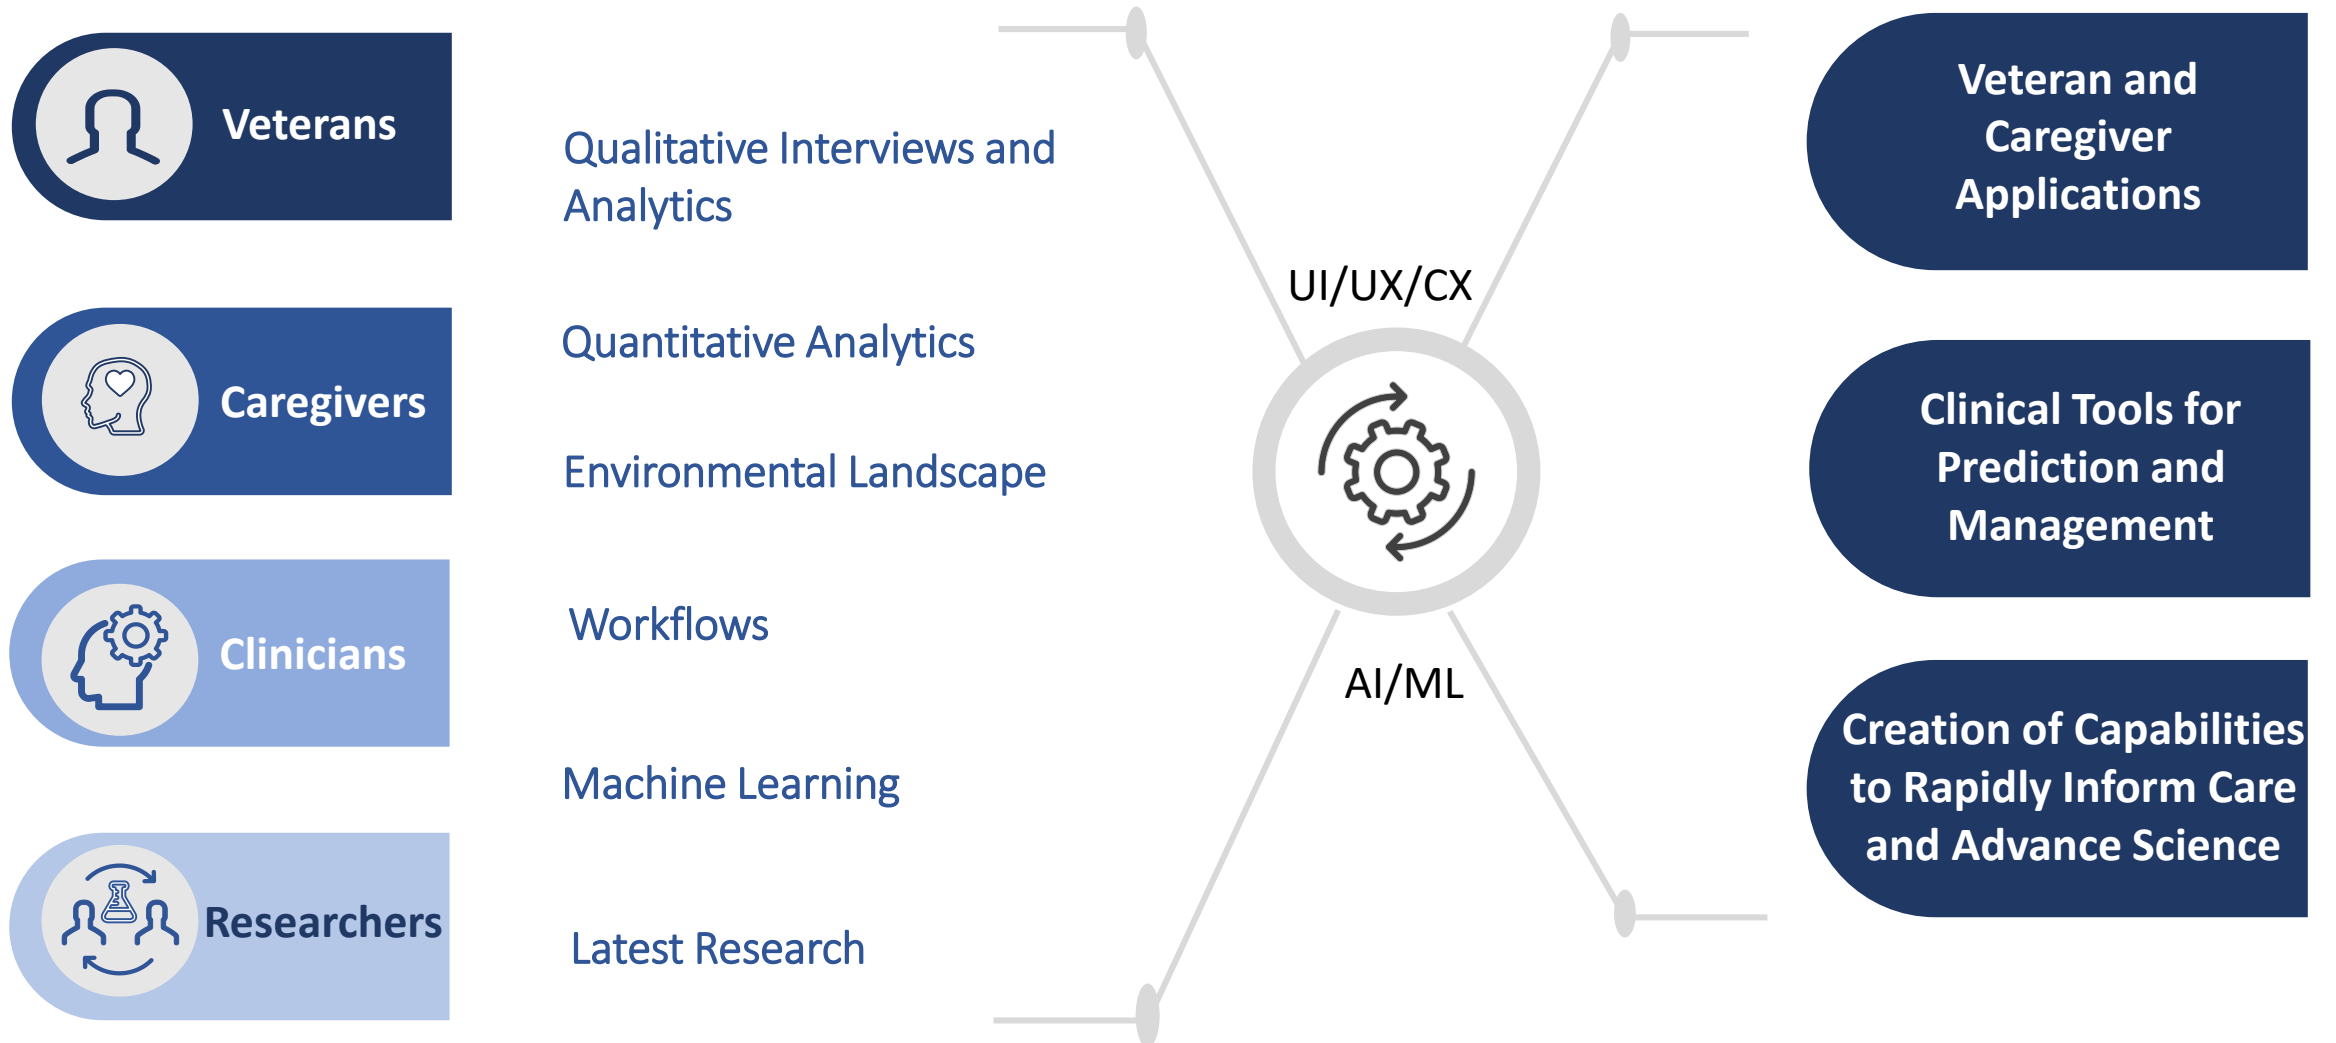 Veterans
Caregivers
Clinicians
Researchers
Qualitative Interviews and
Analytics
Quantitative Analytics
Environmental Landscape
Workflows
Machine Learning
Latest Research
UI/UX/CX
AI/ML
Veteran and
Caregiver
Applications
Clinical Tools for
Prediction and
Management
Creation of Capabilities
to Rapidly Inform Care
and Advance Science